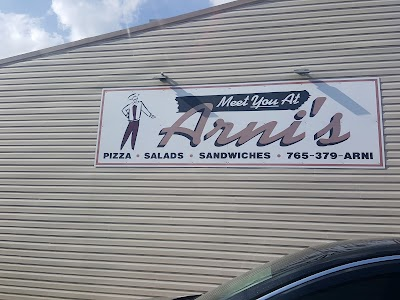 Meet You At
Arni's
PIZZA • SALADS • SANDWICHES • 765-379-ARNI